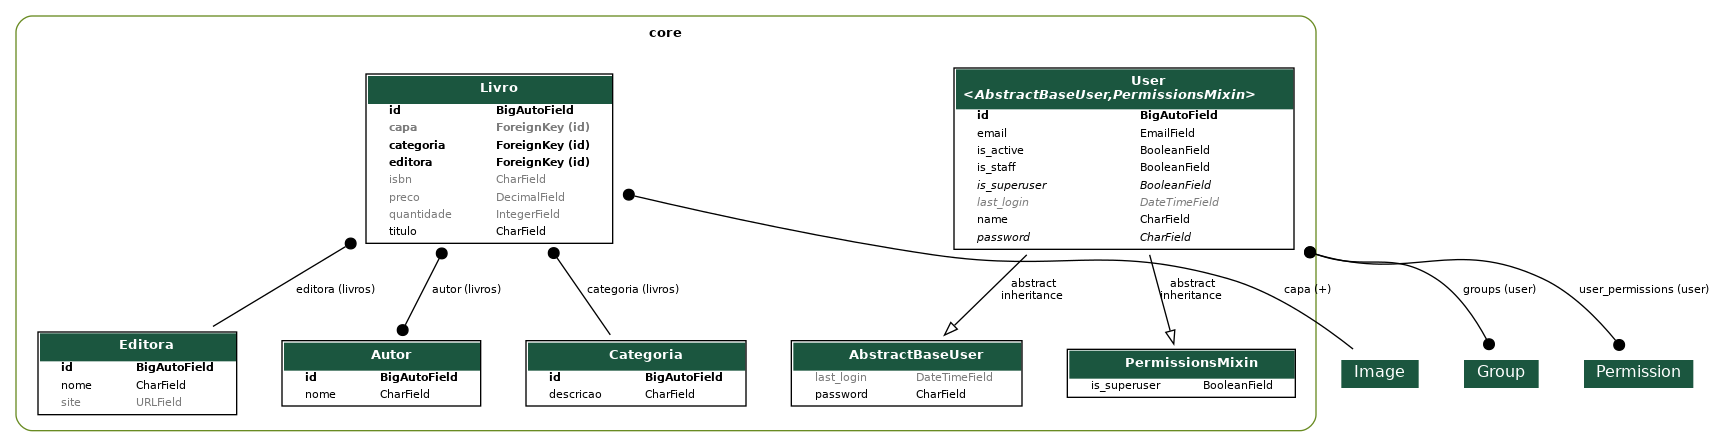 core
Livro
id BigAutoField
capa ForeignKey (id)
categoria ForeignKey (id)
editora ForeignKey (id)
isbn CharField
preco DecimalField
quantidade IntegerField
titulo CharField
User
<AbstractBaseUser,PermissionsMixin>
id BigAutoField
email EmailField
is_active BooleanField
is_staff BooleanField
is_superuser BooleanField
last_login DateTimeField
name CharField
password CharField
editora (livros)
autor (livros)
categoria (livros)
abstract
inheritance
abstract
inheritance
capa (+)
groups (user)
user_permissions (user)
Editora
id BigAutoField
nome CharField
site URLField
Autor
id BigAutoField
nome CharField
Categoria
id BigAutoField
descricao CharField
AbstractBaseUser
last_login DateTimeField
password CharField
PermissionsMixin
is_superuser BooleanField
Image
Group
Permission